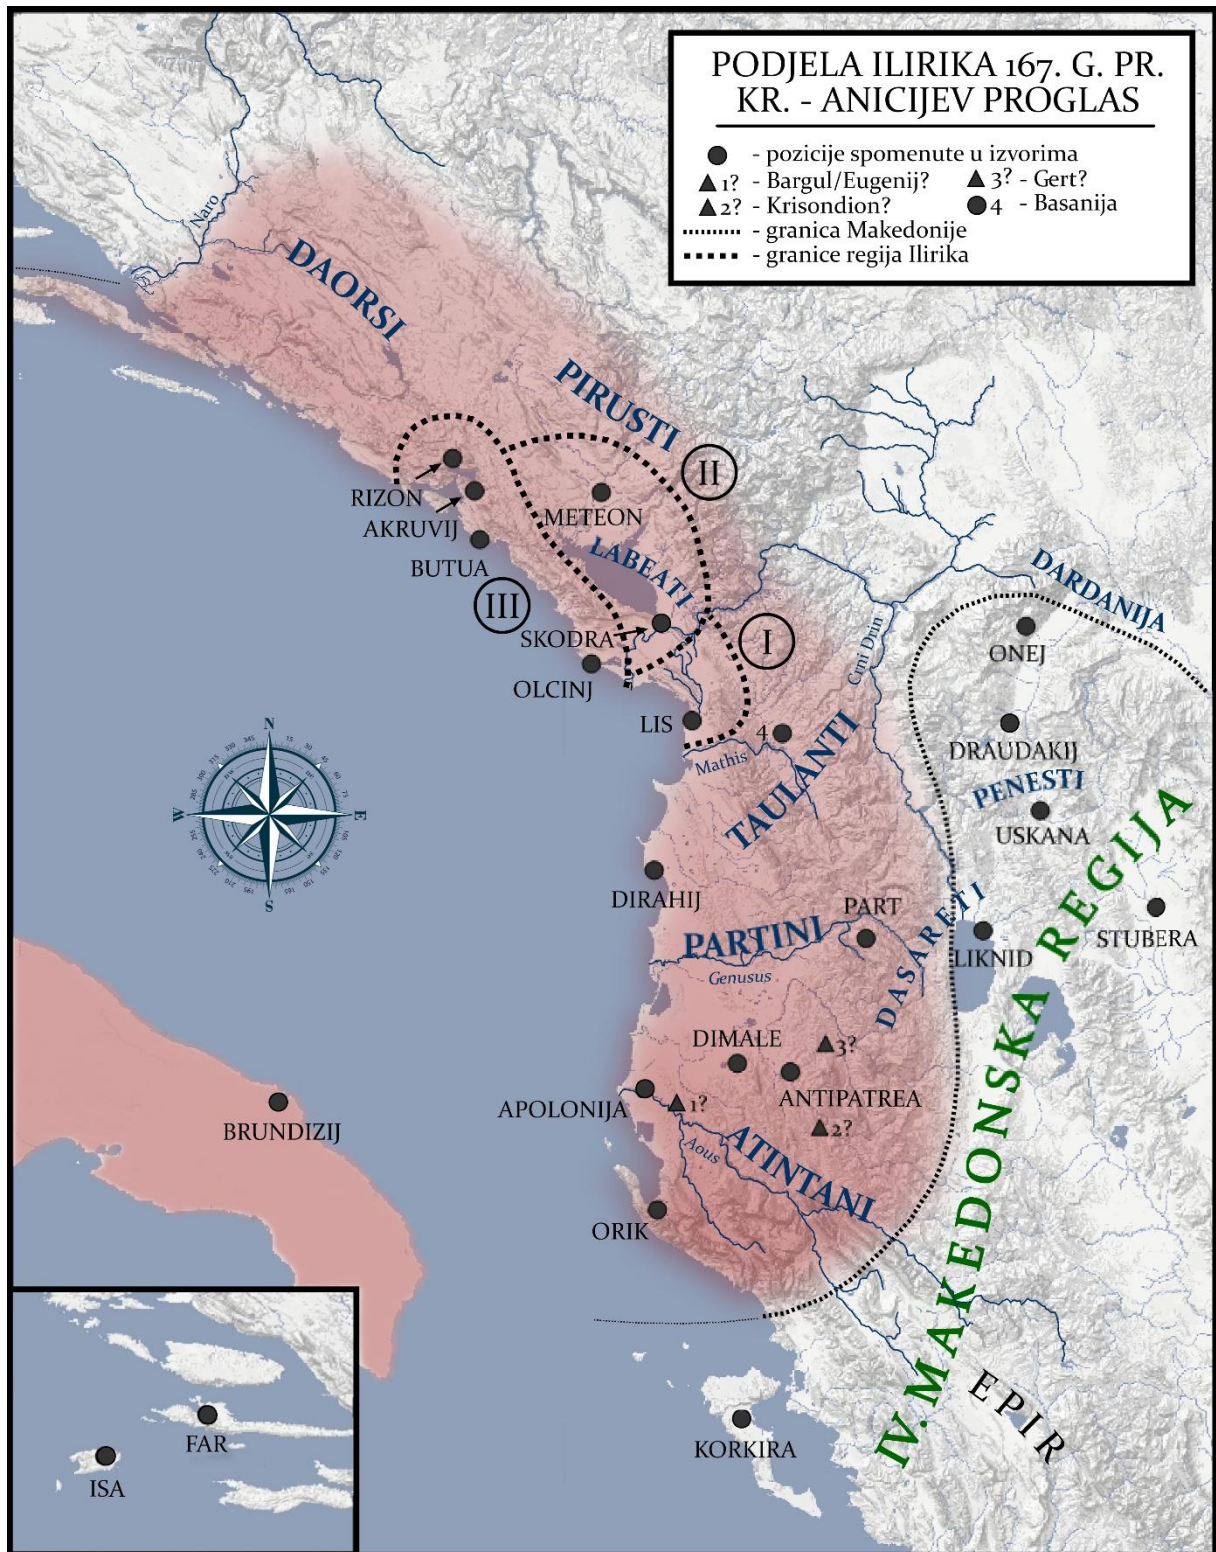 PODJELA ILIRIKA 167. G. PR.
KR. - ANICIJEV PROGLAS
- pozicije spomenute u izvorima
1? - Bargul/Eugenij?
3? - Gert?
2? - Krisondion?
4 - Basanija
- granica Makedonije
- granice regija Ilirika
Naro
DAORSI
PIRUSTI
II
RIZON
METEON
AKRUVIJ
LABEATI
BUTUA
III
SKODRA
I
OLCINJ
LIS
4
Mathis
Crni Drin
DARDANIJA
ONEJ
DRAUDAKIJ
PENESTI
USKANA
TAULANTI
N
E
S
W
DIRAHIJ
PART
PARTINI
Genusus
DASARETI
LIKNID
STUBERA
IV. MAKEDONSKA REGIJA
DIMALE
3?
ANTIPATREA
APOLONIJA
1?
2?
Aous
ATINTANI
ORIK
BRUNDIZIJ
EPIR
KORKIRA
FAR
ISA